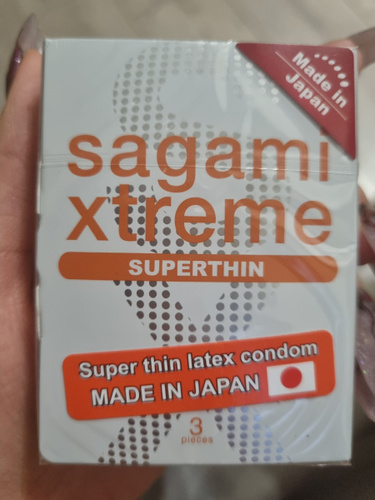 Made in
Japan
sagami
xtreme
SUPERTHIN
Super thin latex condom
MADE IN JAPAN
3
pieces